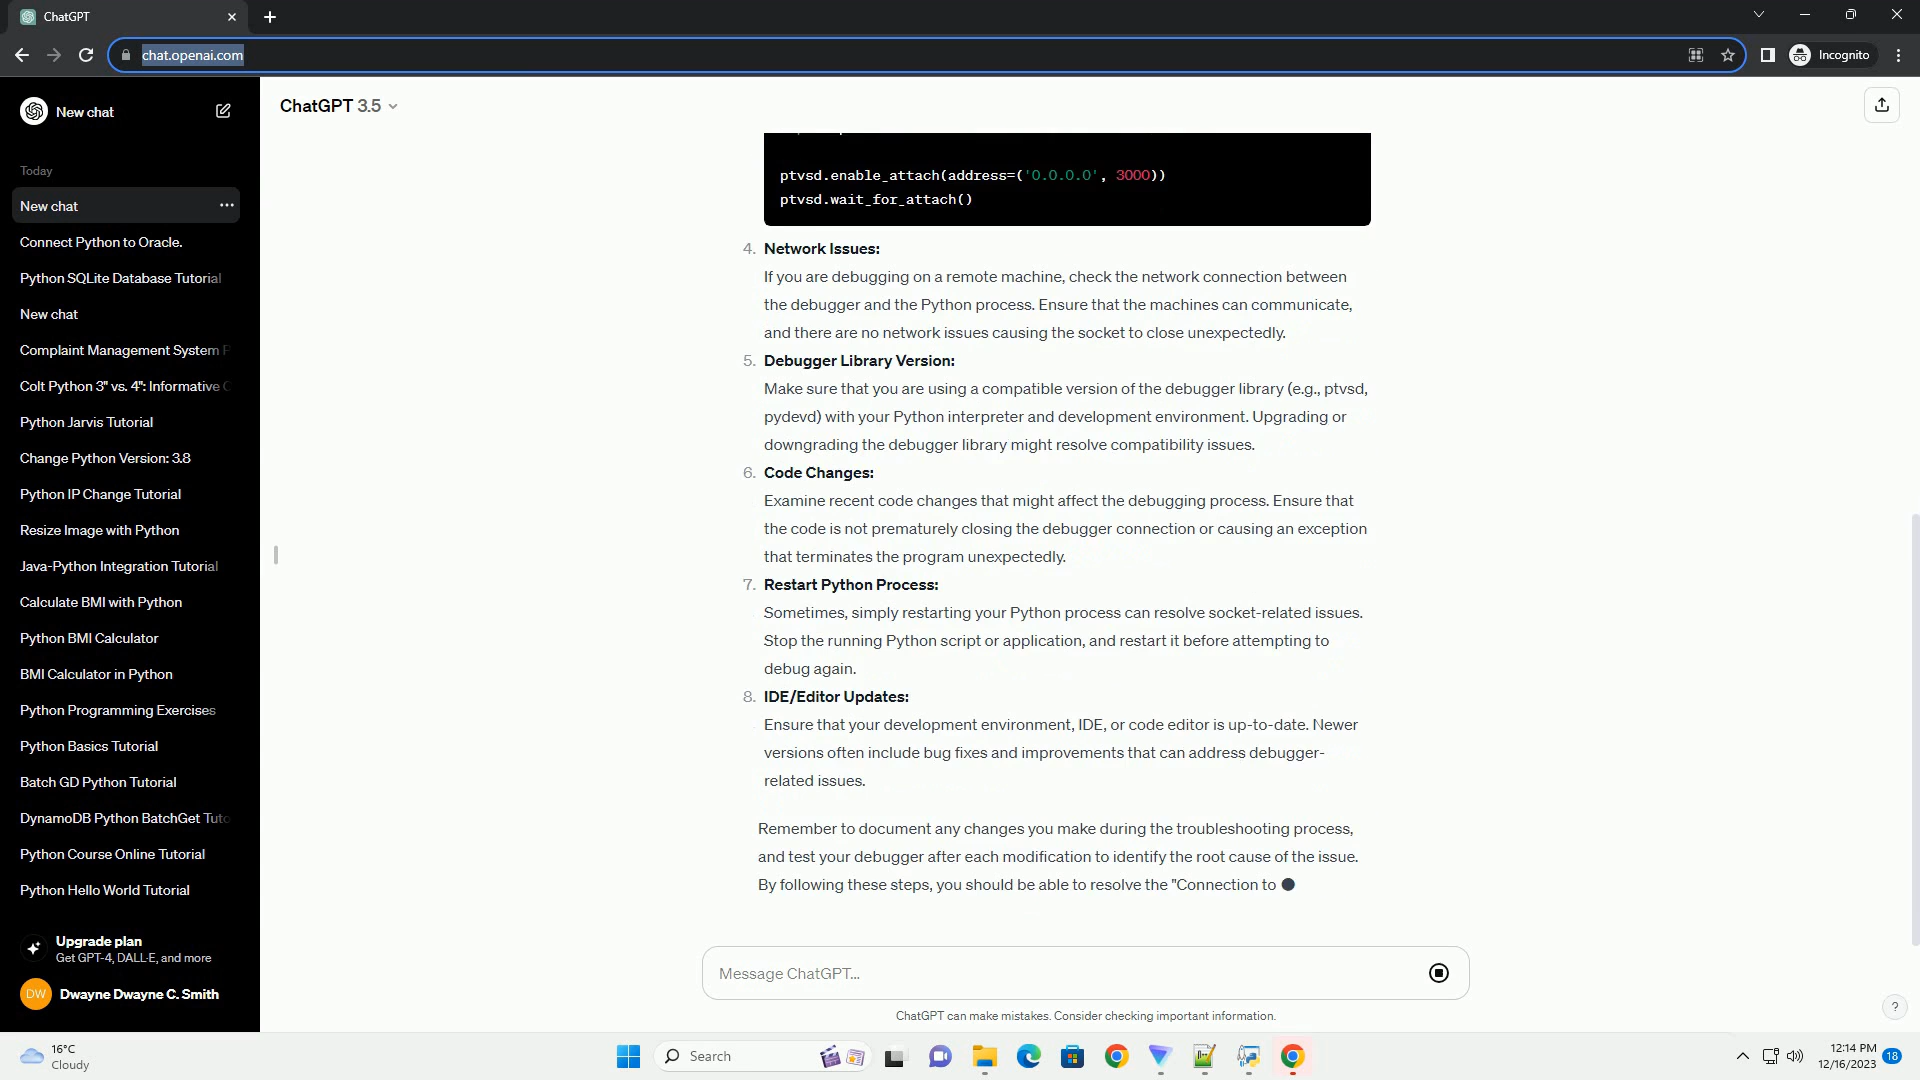 ChatGPT
chat.openai.com
Incognito
New chat
ChatGPT 3.5
Today
New chat
Connect Python to Oracle.
Python SQLite Database Tutorial
New chat
Complaint Management System
Colt Python 3" vs. 4": Informative
Python Jarvis Tutorial
Change Python Version: 3.8
Python IP Change Tutorial
Resize Image with Python
Java-Python Integration Tutorial
Calculate BMI with Python
Python BMI Calculator
BMI Calculator in Python
Python Programming Exercises
Python Basics Tutorial
Batch GD Python Tutorial
DynamoDB Python BatchGet Tuto
Python Course Online Tutorial
Python Hello World Tutorial
Upgrade plan
Get GPT-4, DALL·E, and more
DW
Dwayne Dwayne C. Smith
ptvsd.enable_attach(address=('0.0.0.0', 3000))
ptvsd.wait_for_attach()
4. Network Issues:
If you are debugging on a remote machine, check the network connection between
the debugger and the Python process. Ensure that the machines can communicate,
and there are no network issues causing the socket to close unexpectedly.
5. Debugger Library Version:
Make sure that you are using a compatible version of the debugger library (e.g., ptvsd,
pydevd) with your Python interpreter and development environment. Upgrading or
downgrading the debugger library might resolve compatibility issues.
6. Code Changes:
Examine recent code changes that might affect the debugging process. Ensure that
the code is not prematurely closing the debugger connection or causing an exception
that terminates the program unexpectedly.
7. Restart Python Process:
Sometimes, simply restarting your Python process can resolve socket-related issues.
Stop the running Python script or application, and restart it before attempting to
debug again.
8. IDE/Editor Updates:
Ensure that your development environment, IDE, or code editor is up-to-date. Newer
versions often include bug fixes and improvements that can address debugger-
related issues.
Remember to document any changes you make during the troubleshooting process,
and test your debugger after each modification to identify the root cause of the issue.
By following these steps, you should be able to resolve the "Connection to
Message ChatGPT...
ChatGPT can make mistakes. Consider checking important information.
?
16°C
Cloudy
Search
12:14 PM
12/16/2023
18